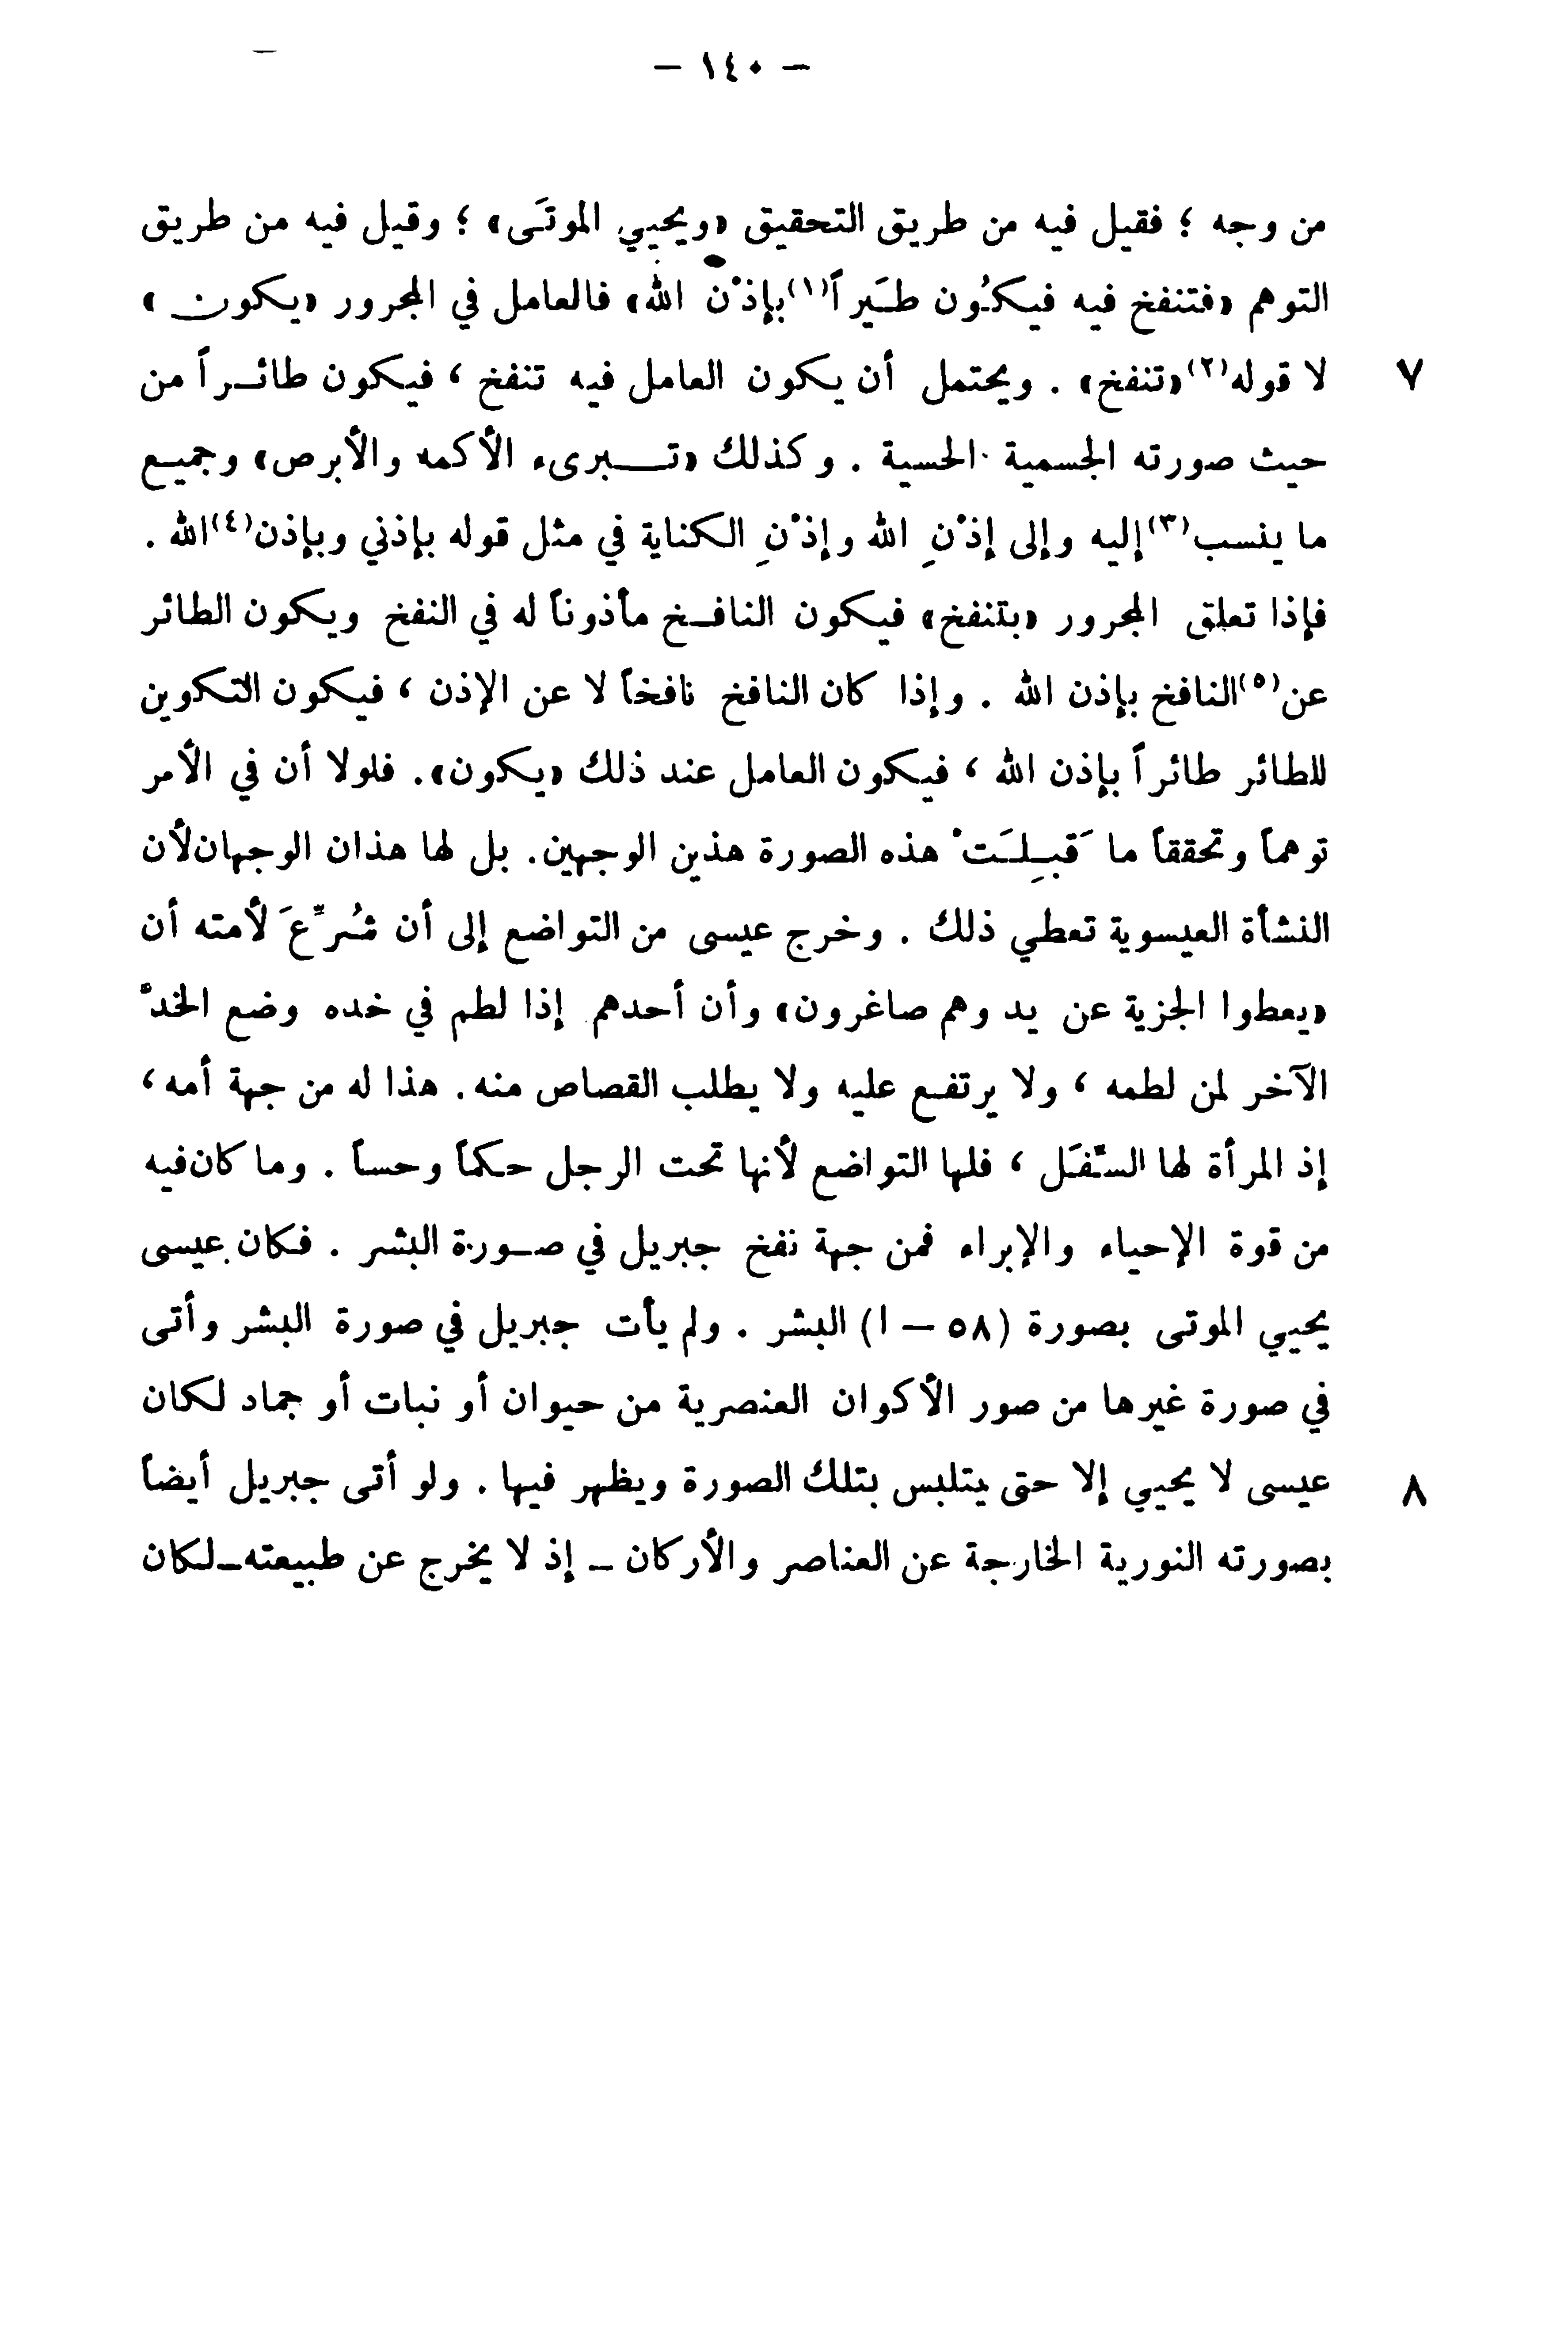 — ١٤٠ —
من وجه ؛ فقيل فيه من طريق التحقيق «ويحيي الموتَى» ؛ وقيل فيه من طريق
التوهم «فتنفخ فيه فيكُون طَيراً(١)بإذْن الله» فالعامل في المجرور «يكون »
لا قوله(٢)«تنفخ» . ويحتمل أن يكون العامل فيه تنفخ ، فيكون طائراً من ٧
حيث صورته الجسمية الحسية . وكذلك «تبرىء الأكمه والأبرص» وجميع
ما ينسب(٣)إليه وإلى إذْنِ الله وإذْنِ الكناية في مثل قوله بإذني وبإذن(٤)الله .
فإذا تعلق المجرور «بتنفخ» فيكون النافخ مأذوناً له في النفخ ويكون الطائر
عن(٥)النافخ بإذن الله . وإذا كان النافخ نافخاً لا عن الإذن ، فيكون التكوين
للطائر طائراً بإذن الله ، فيكون العامل عند ذلك «يكون». فلولا أن في الأمر
توهماً وتحققاً ما قَبِلَتْ هذه الصورة هذين الوجهين. بل لها هذان الوجهان لأن
النشأة العيسوية تعطي ذلك . وخرج عيسى من التواضع إلى أن شُرِّعَ لأمته أن
«يعطوا الجزية عن يد وهم صاغرون» وأن أحدهم إذا لطم في خده وضع الخدْ
الآخر لمن لطمه ، ولا يرتفع عليه ولا يطلب القصاص منه. هذا له من جهة أمه،
إذ المرأة لها السّفَل ، فلها التواضع لأنها تحت الرجل حكماً وحساً . وما كان فيه
من قوة الإحياء والإبراء فمن جهة نفخ جبريل في صورة البشر . فكان عيسى
يحيي الموتى بصورة (٥٨ – ا) البشر . ولم يأت جبريل في صورة البشر وأتى
في صورة غيرها من صور الأكوان العنصرية من حيوان أو نبات أو جماد لكان
عيسى لا يحيي إلا حتى يتلبس بتلك الصورة ويظهر فيها . ولو أتى جبريل أيضاً ٨
بصورته النورية الخارجة عن العناصر والأركان – إذ لا يخرج عن طبيعته – لكان